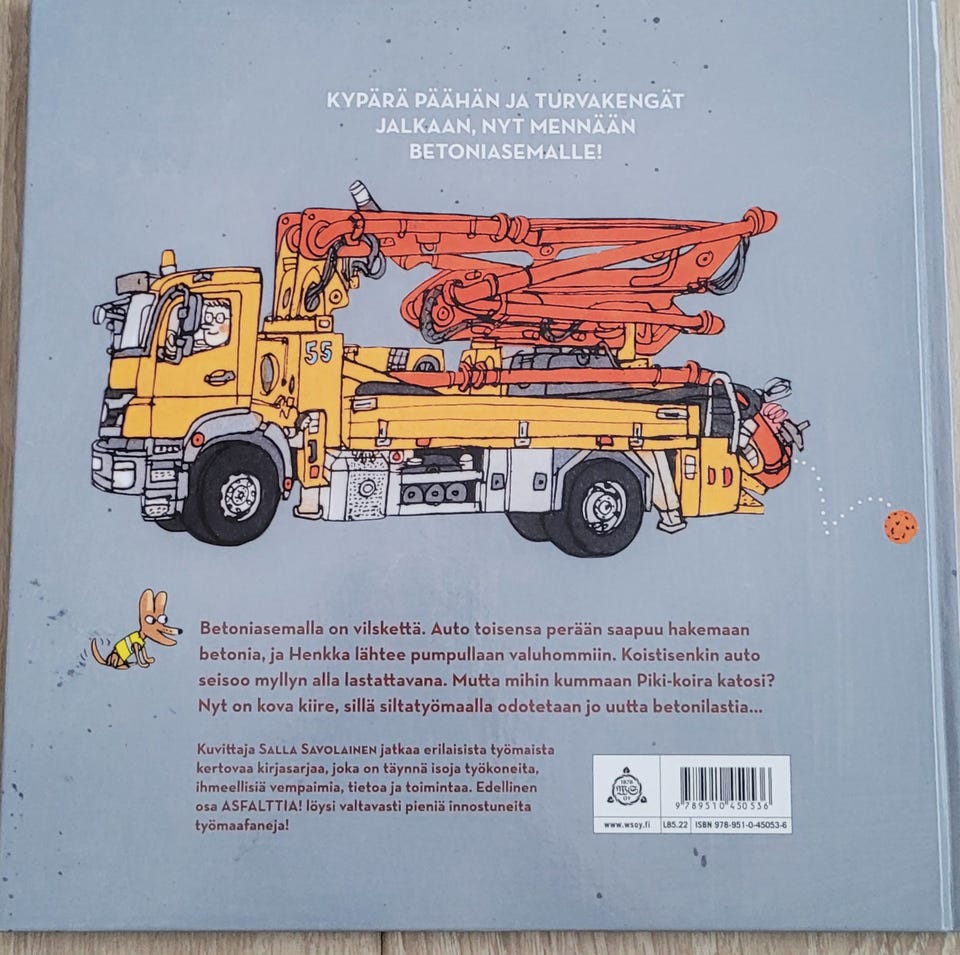 KYPÄRÄ PÄÄHÄN JA TURVAKENGÄT
JALKAAN, NYT MENNÄÄN
BETONIASEMALLE!
55
Betoniasemalla on vilskettä. Auto toisensa perään saapuu hakemaan
betonia, ja Henkka lähtee pumpullaan valuhommiin. Koistisenkin auto
seisoo myllyn alla lastattavana. Mutta mihin kummaan Piki-koira katosi?
Nyt on kova kiire, sillä siltatyömaalla odotetaan jo uutta betonilastia...
Kuvittaja SALLA SAVOLAINEN jatkaa erilaisista työmaista
kertovaa kirjasarjaa, joka on täynnä isoja työkoneita,
ihmeellisiä vempaimia, tietoa ja toimintaa. Edellinen
osa ASFALTTIA! löysi valtavasti pieniä innostuneita
työmaafaneja!
1878
WS
OY
9 789510 450536
www.wsoy.fi L85.22 ISBN 978-951-0-45053-6